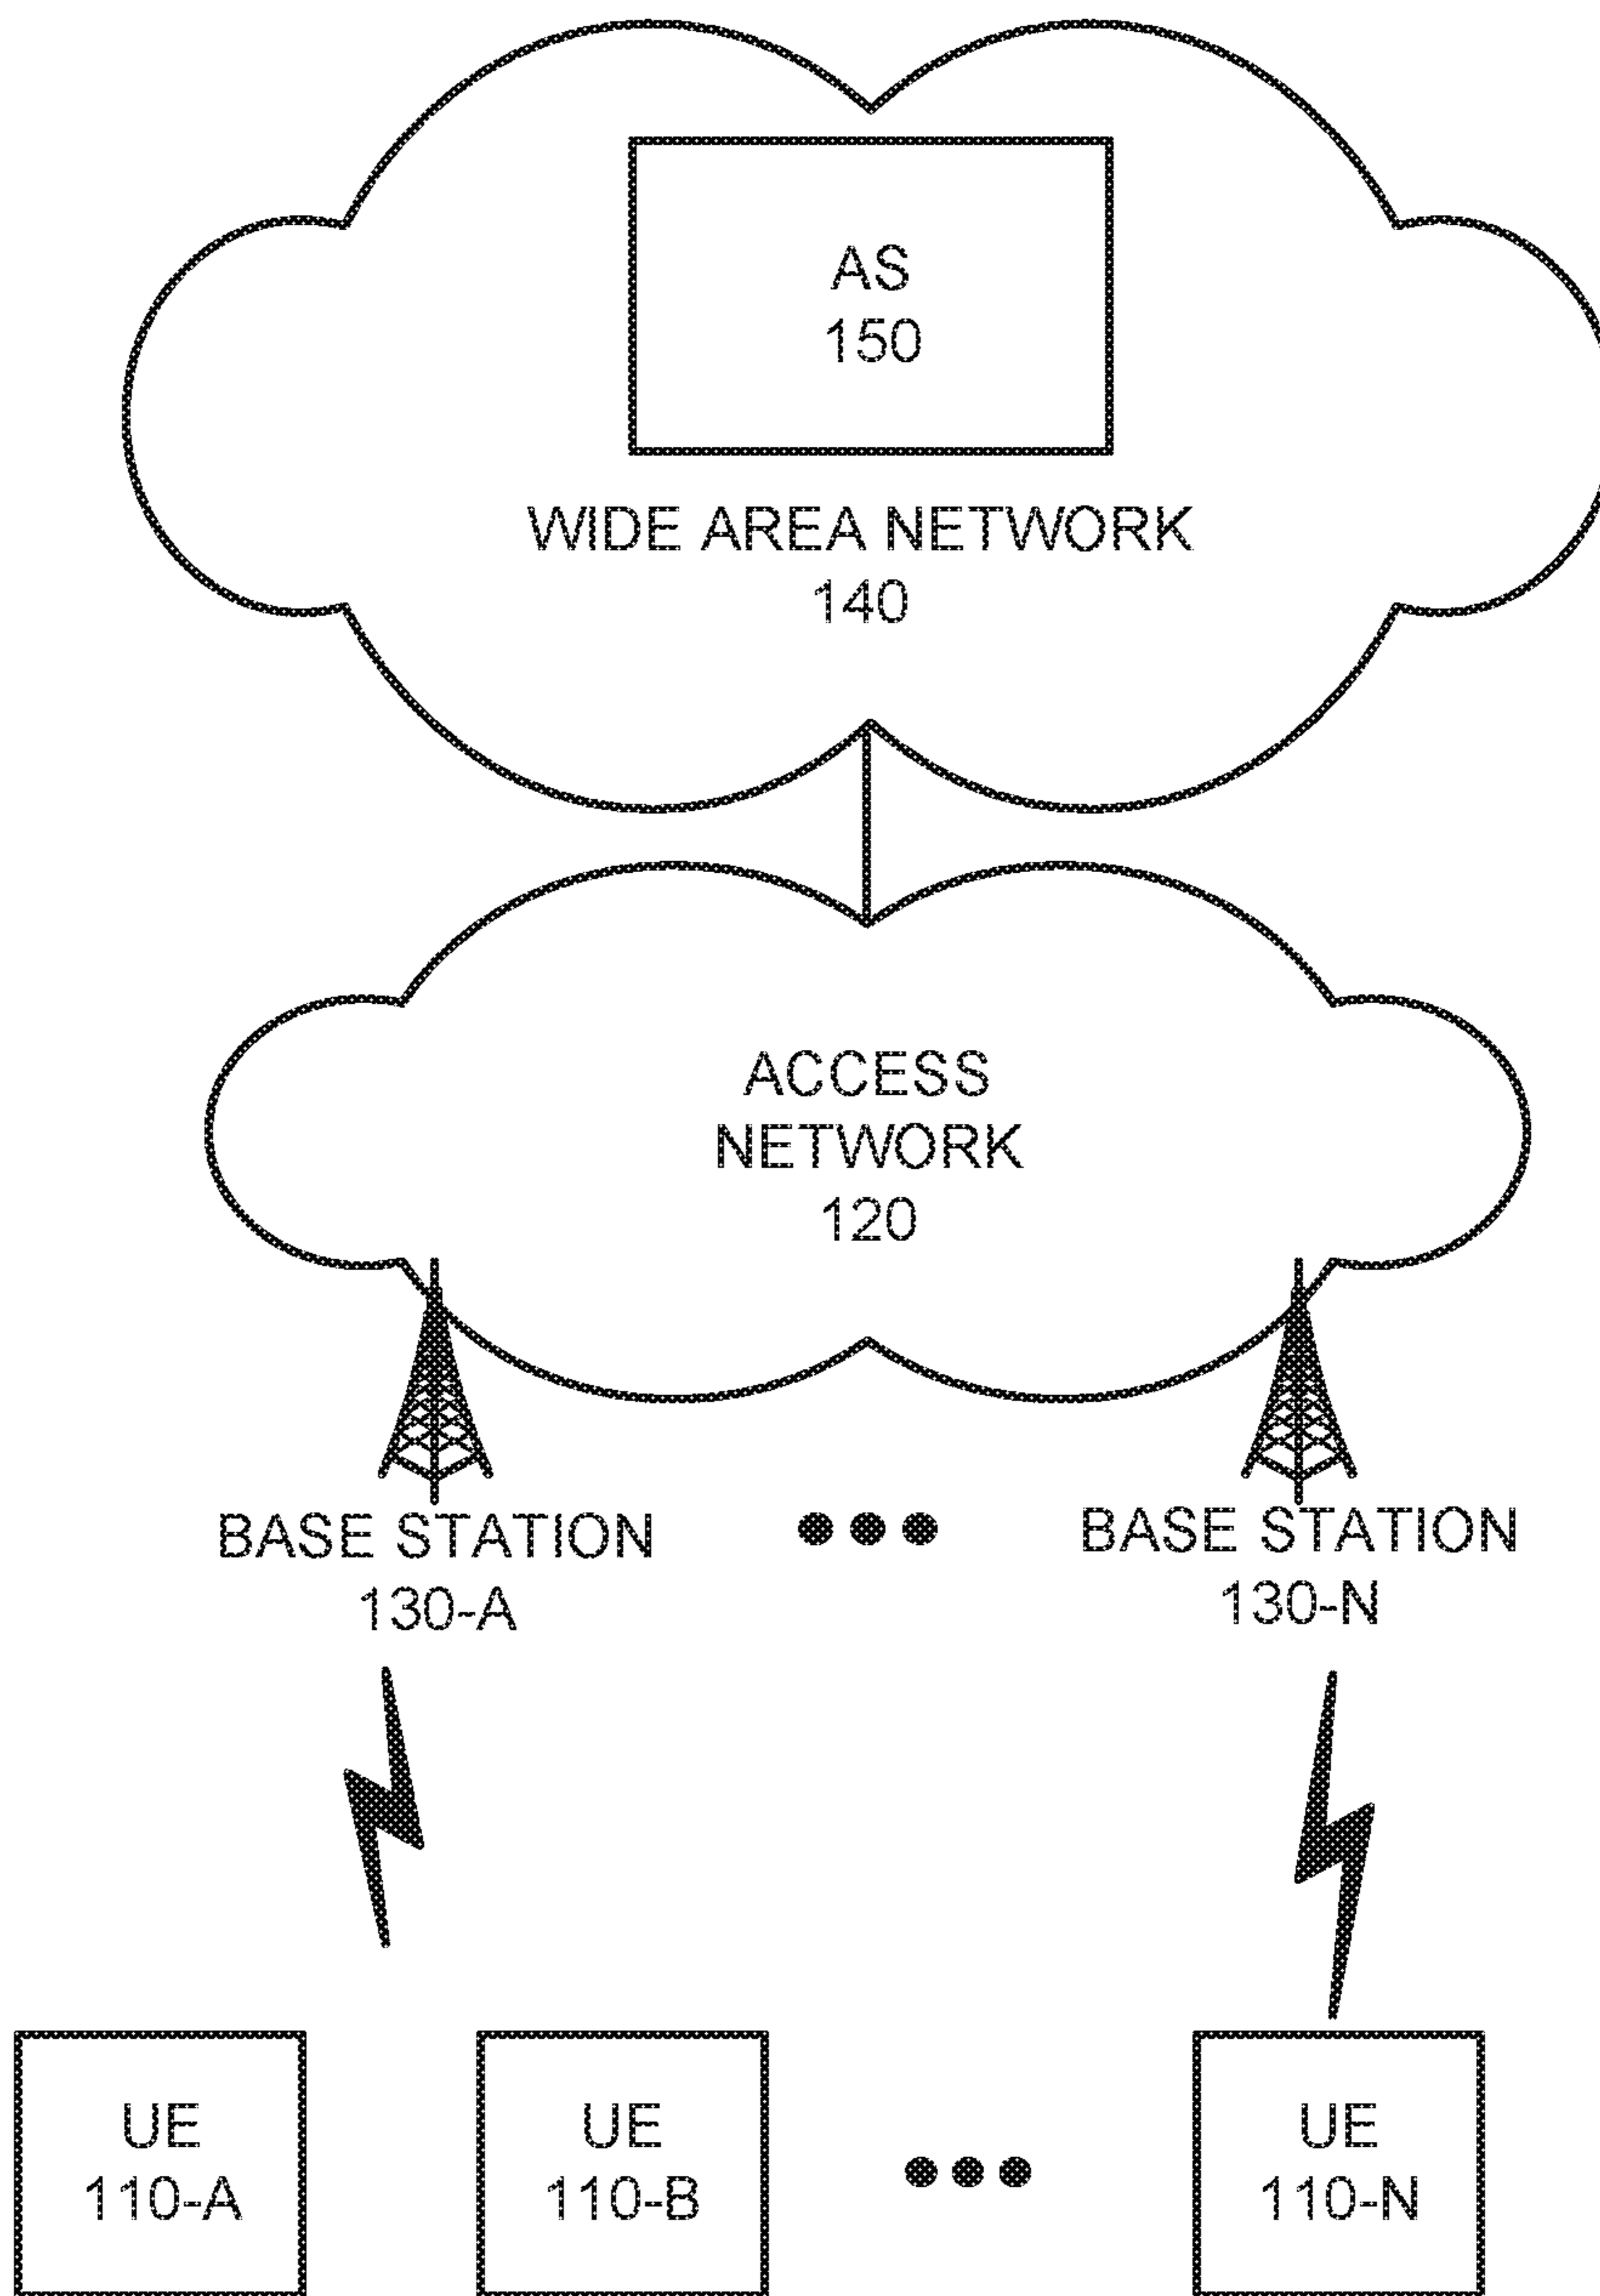 AS
150
WIDE AREA NETWORK
140
ACCESS
NETWORK
120
BASE STATION
130-A
BASE STATION
130-N
UE
110-A
UE
110-B
UE
110-N